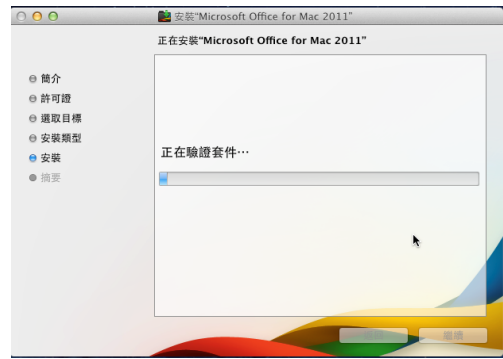 安裝“Microsoft Office for Mac 2011”
正在安裝“Microsoft Office for Mac 2011”
簡介
許可證
選取目標
安裝類型
安裝
摘要
正在驗證套件⋯
繼續